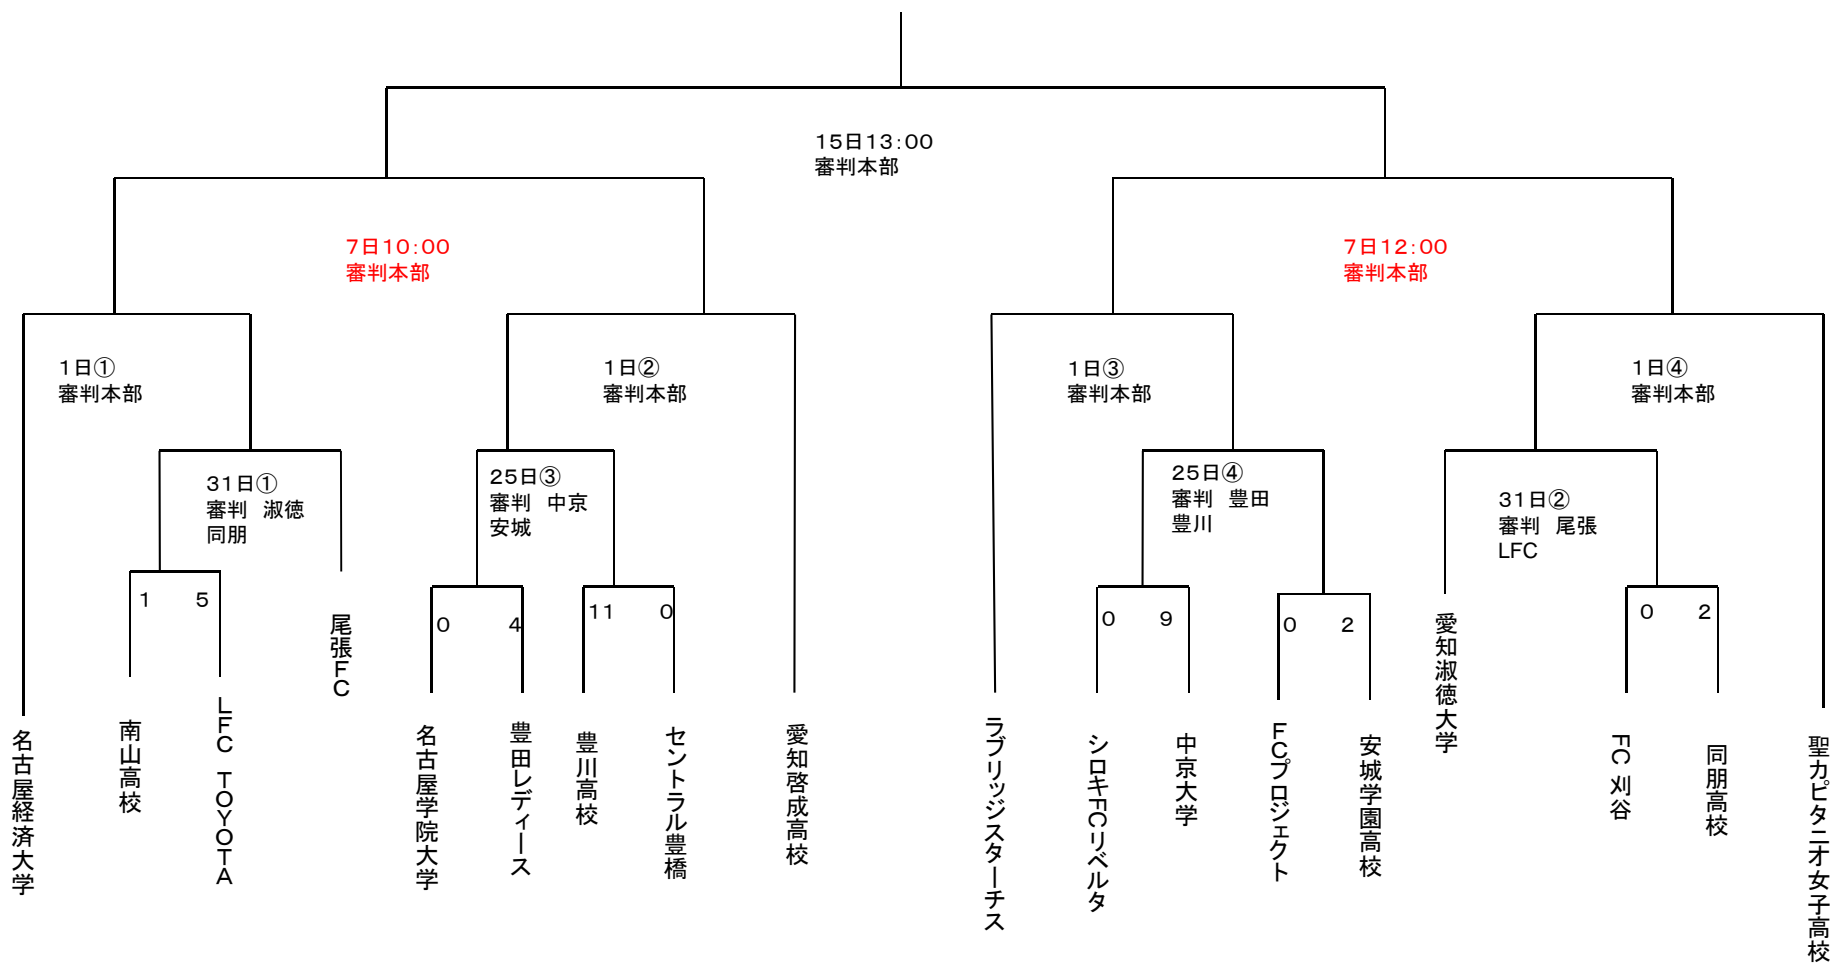 15日13:00
審判本部
7日10:00
審判本部
7日12:00
審判本部
1日①
審判本部
1日②
審判本部
1日③
審判本部
1日④
審判本部
31日①
審判 淑徳
同朋
25日③
審判 中京
安城
25日④
審判 豊田
豊川
31日②
審判 尾張
LFC
1 5
0 4
11 0
0 9
0 2
0 2
名古屋経済大学
南山高校
LFC TOYOTA
尾張FC
名古屋学院大学
豊田レディース
豊川高校
セントラル豊橋
愛知啓成高校
ラブリッジスターチス
シロキFCリベルタ
中京大学
FCプロジェクト
安城学園高校
愛知淑徳大学
FC 刈谷
同朋高校
聖カピタニオ女子高校